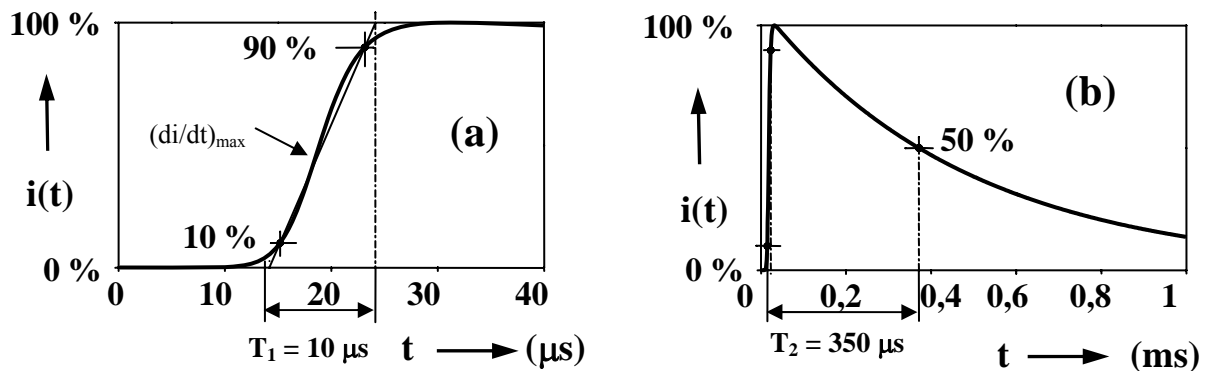 100 %
90 %
(di/dt)max
(a)
i(t)
10 %
0 %
0 10 20 30 40
T1 = 10 μs t (μs)
100 %
(b)
50 %
i(t)
0 %
0 0,2 0,4 0,6 0,8 1
T2 = 350 μs t (ms)